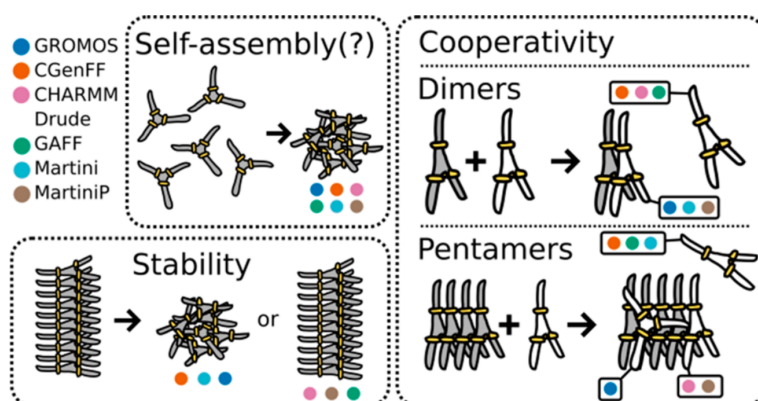 GROMOS
CGenFF
CHARMM
Drude
GAFF
Martini
MartiniP
Self-assembly(?)
Stability
or
Cooperativity
Dimers
Pentamers